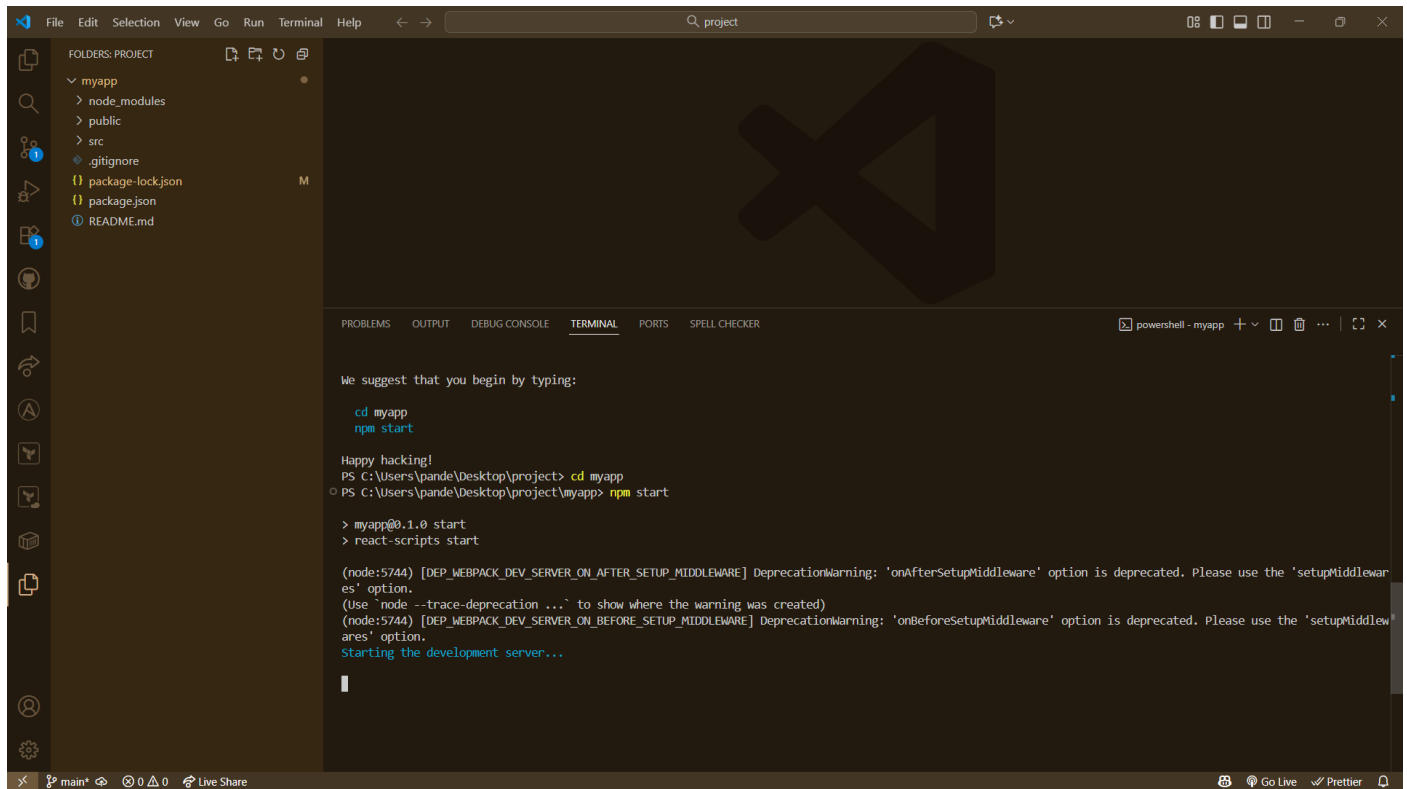 File Edit Selection View Go Run Terminal Help
project
FOLDERS: PROJECT
myapp
node_modules
public
src
.gitignore
package-lock.json M
package.json
README.md
1
1
PROBLEMS OUTPUT DEBUG CONSOLE TERMINAL PORTS SPELL CHECKER
powershell - myapp
We suggest that you begin by typing:
cd myapp
npm start
Happy hacking!
PS C:\Users\pande\Desktop\project> cd myapp
PS C:\Users\pande\Desktop\project\myapp> npm start
> myapp@0.1.0 start
> react-scripts start
(node:5744) [DEP_WEBPACK_DEV_SERVER_ON_AFTER_SETUP_MIDDLEWARE] DeprecationWarning: 'onAfterSetupMiddleware' option is deprecated. Please use the 'setupMiddlewar
es' option.
(Use `node --trace-deprecation ...` to show where the warning was created)
(node:5744) [DEP_WEBPACK_DEV_SERVER_ON_BEFORE_SETUP_MIDDLEWARE] DeprecationWarning: 'onBeforeSetupMiddleware' option is deprecated. Please use the 'setupMiddlew
ares' option.
Starting the development server...
main* 0 0 Live Share
Go Live Prettier